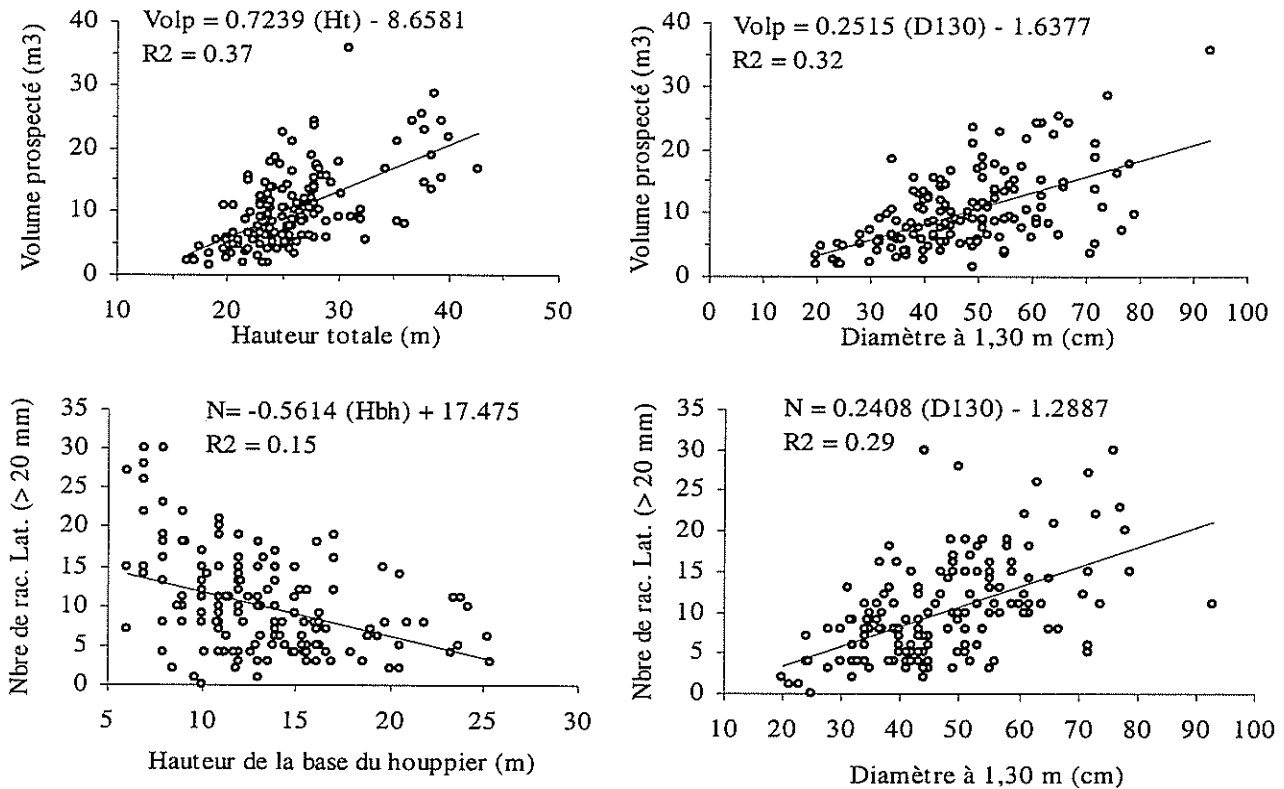 Volp = 0.7239 (Ht) - 8.6581
R2 = 0.37
Volume prospecté (m3)
40
30
20
10
0
10 20 30 40 50
Hauteur totale (m)
Volp = 0.2515 (D130) - 1.6377
R2 = 0.32
Volume prospecté (m3)
40
30
20
10
0
0 10 20 30 40 50 60 70 80 90 100
Diamètre à 1,30 m (cm)
N= -0.5614 (Hbh) + 17.475
R2 = 0.15
Nbre de rac. Lat. (> 20 mm)
35
30
25
20
15
10
5
0
5 10 15 20 25 30
Hauteur de la base du houppier (m)
N = 0.2408 (D130) - 1.2887
R2 = 0.29
Nbre de rac. Lat. (> 20 mm)
35
30
25
20
15
10
5
0
10 20 30 40 50 60 70 80 90 100
Diamètre à 1,30 m (cm)